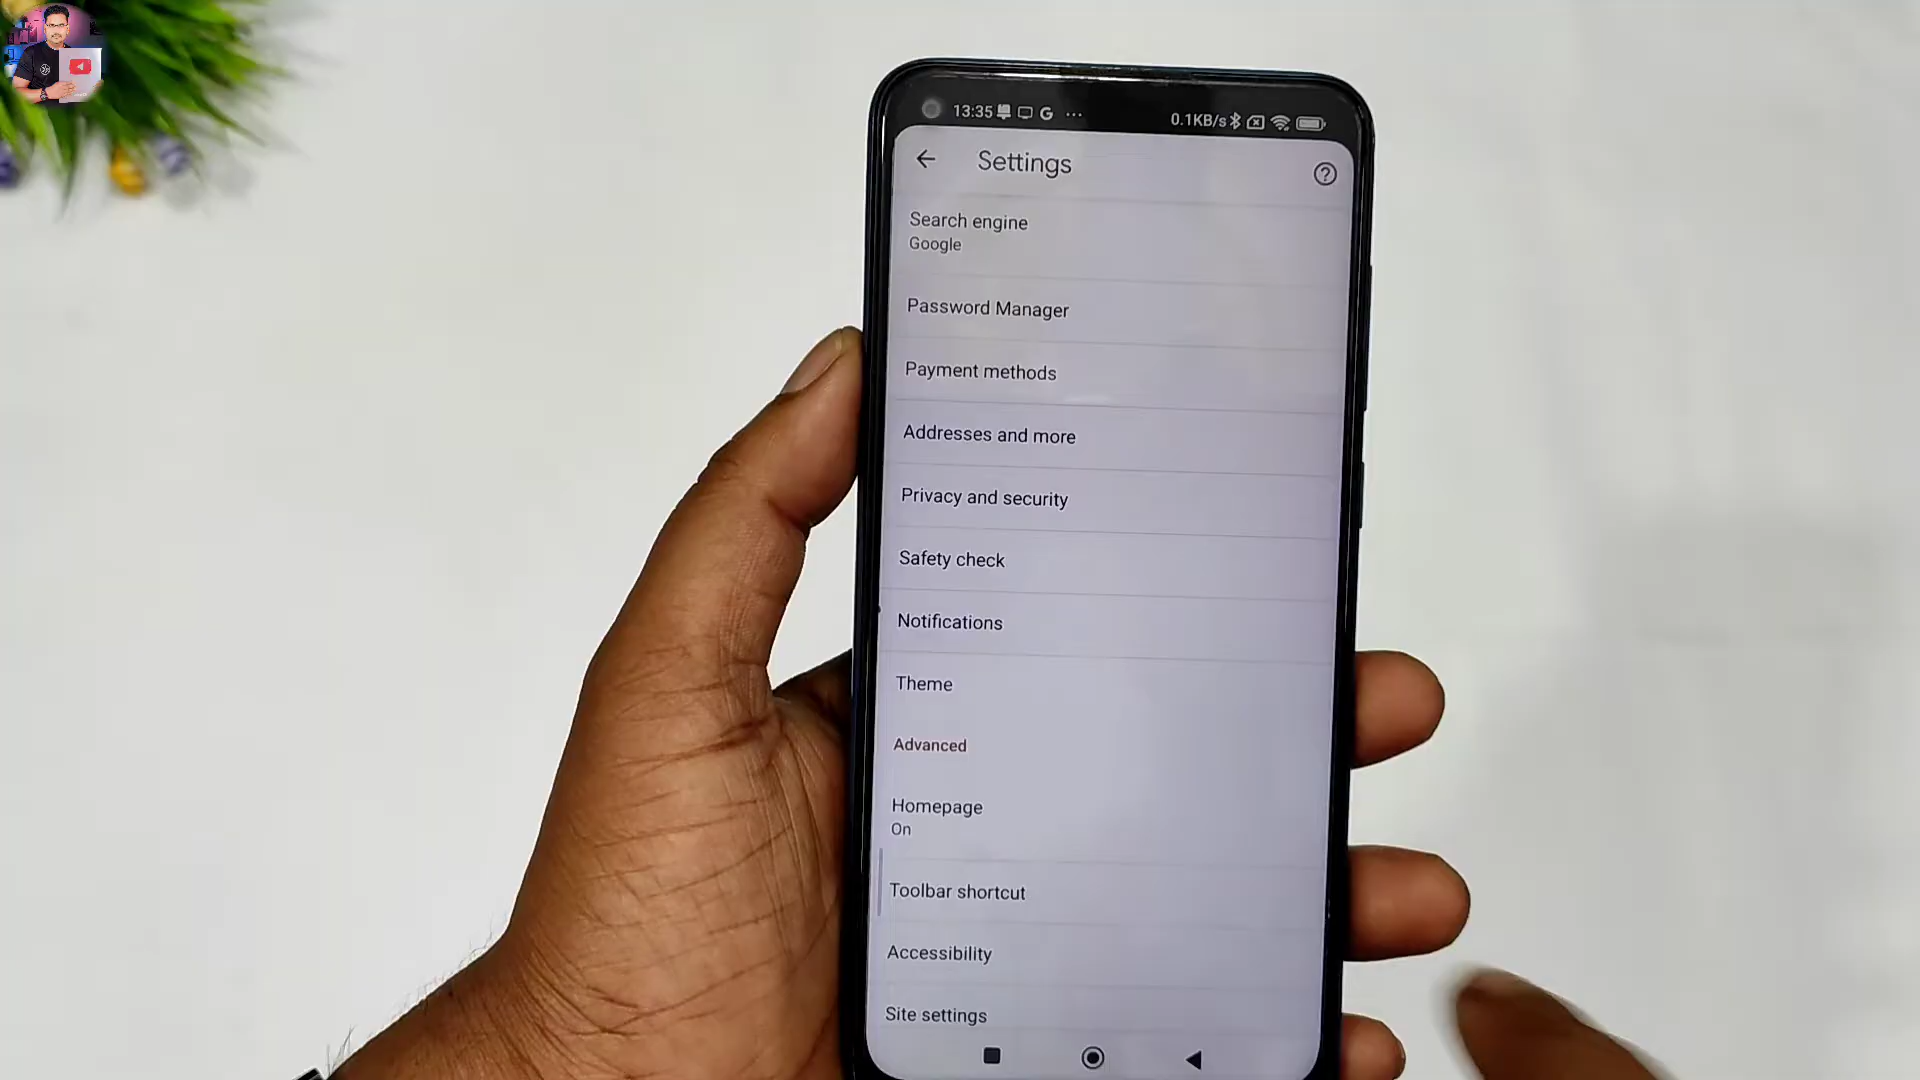 13:35
0.1KB/s
Settings
Search engine
Google
Password Manager
Payment methods
Addresses and more
Privacy and security
Safety check
Notifications
Theme
Advanced
Homepage
On
Toolbar shortcut
Accessibility
Site settings